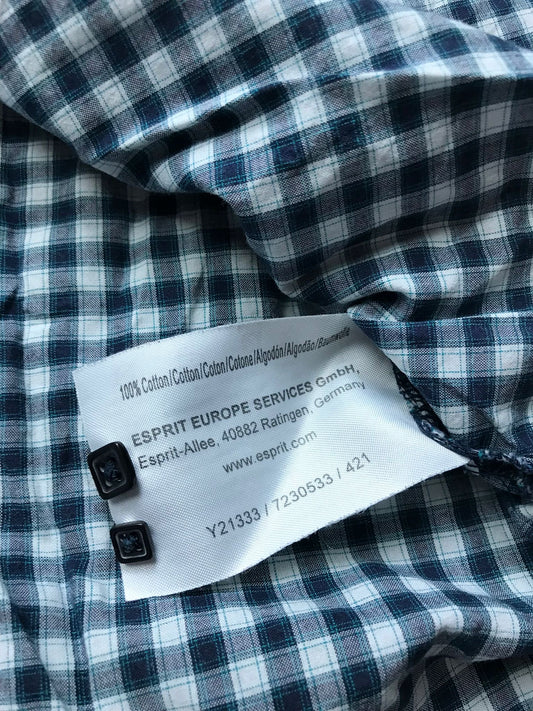 100% Cotton/Cotton/Coton/Cotone/Algodón/Algodão/Baumwolle
ESPRIT EUROPE SERVICES GmbH,
Esprit-Allee, 40882 Ratingen, Germany
www.esprit.com
Y21333 / 7230533 / 421